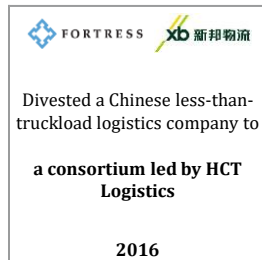 FORTRESS xb 新邦物流
Divested a Chinese less-than-
truckload logistics company to
a consortium led by HCT
Logistics
2016